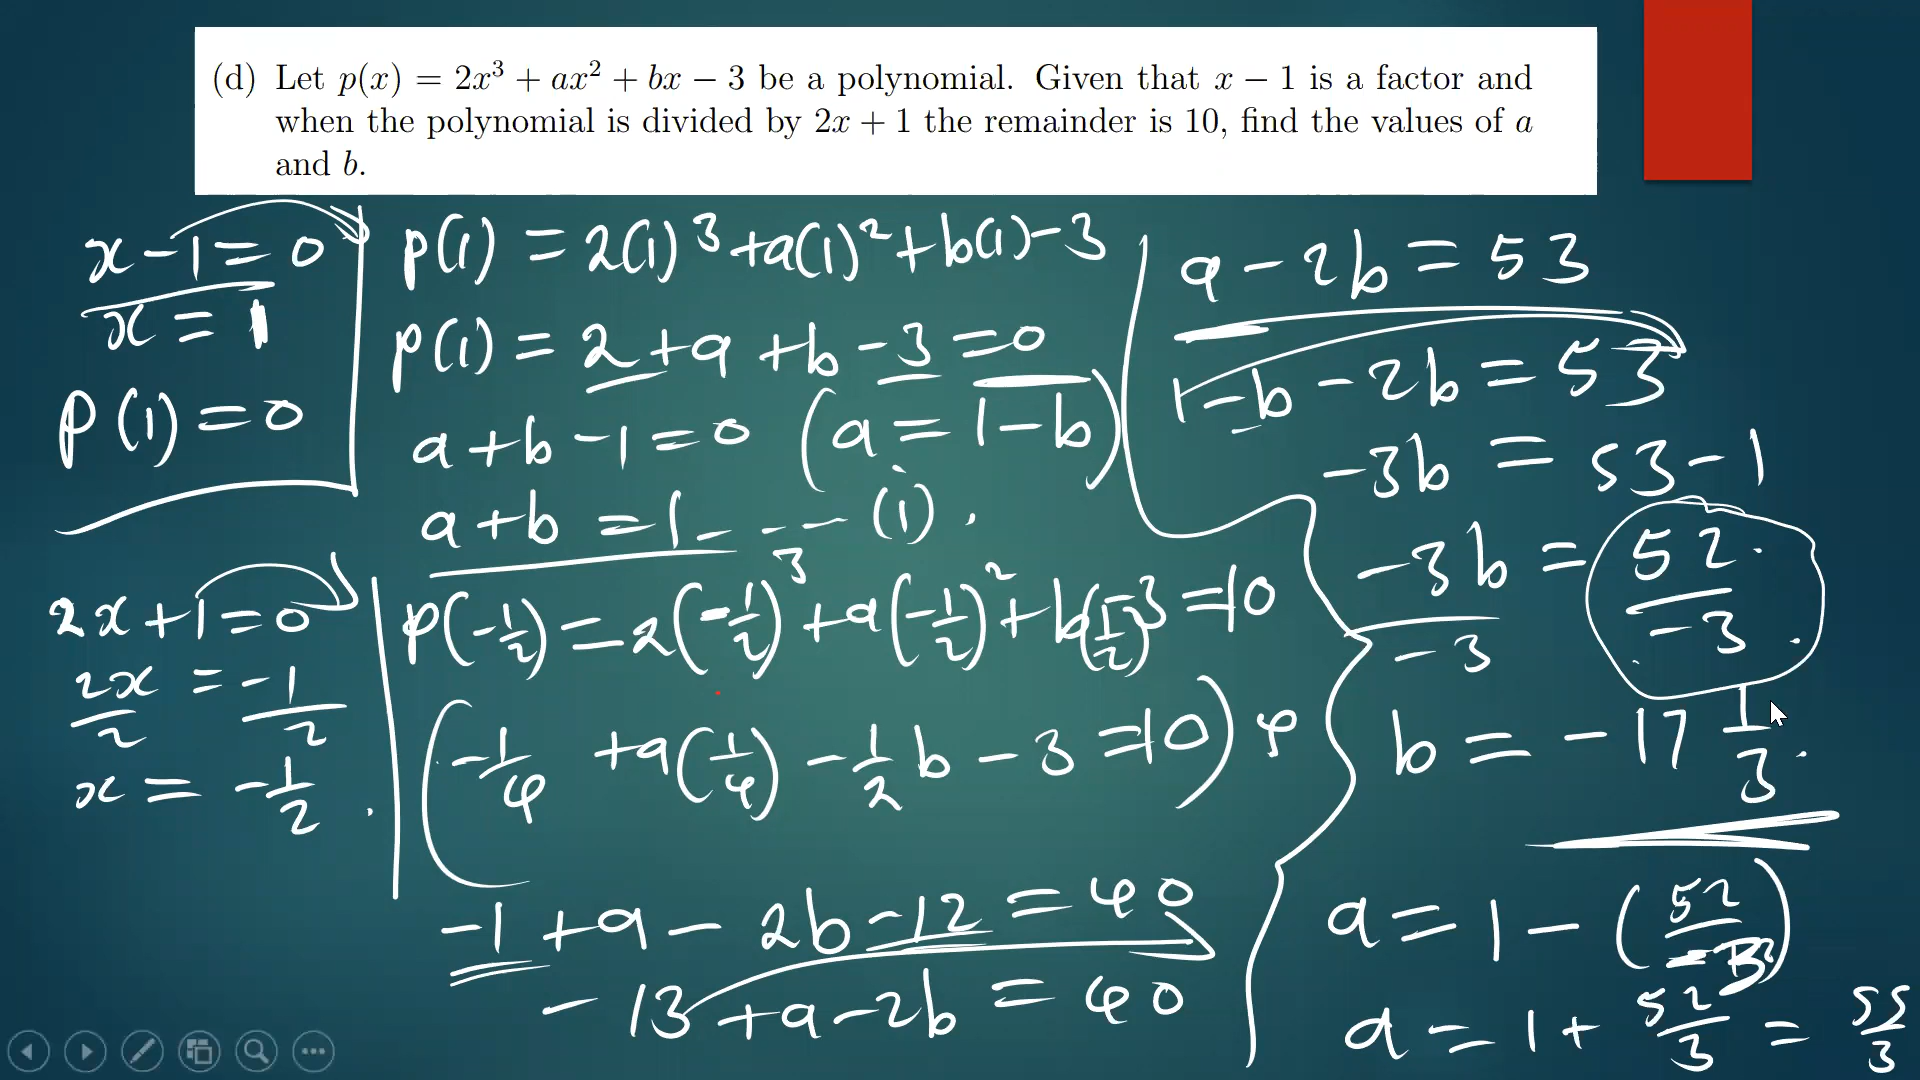 (d) Let p(x) = 2x³ + ax² + bx − 3 be a polynomial. Given that x − 1 is a factor and
when the polynomial is divided by 2x + 1 the remainder is 10, find the values of a
and b.
x − 1 = 0
x = 1
P(1) = 0
2x + 1 = 0
2x/2 = −1/2
x = −1/2
p(1) = 2(1)³ + a(1)² + b(1) − 3
p(1) = 2 + a + b − 3 = 0
a + b − 1 = 0 (a = 1 − b)
a + b = 1 - - - (i).
p(−1/2) = 2(−1/2)³ + a(−1/2)² + b(−1/2) − 3 = 10
(−1/4 + a(1/4) − 1/2 b − 3 = 10) 4
−1 + a − 2b − 12 = 40
−13 + a − 2b = 40
a − 2b = 53
1 − b − 2b = 53
−3b = 53 − 1
−3b/−3 = 52/−3
b = −17 1/3
a = 1 − (52/−3)
a = 1 + 52/3 = 55/3